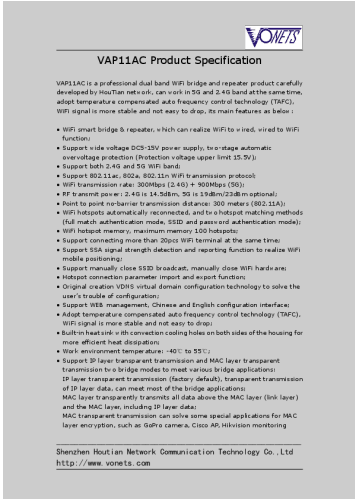 VONETS
VAP11AC Product Specification
VAP11AC is a professional dual band WiFi bridge and repeater product carefully
developed by HouTian network, can work in 5G and 2.4G band at the same time,
adopt temperature compensated auto frequency control technology (TAFC),
WiFi signal is more stable and not easy to drop, its main features as below:
● WiFi smart bridge & repeater, which can realize WiFi to wired, wired to WiFi
function;
● Support wide voltage DC5-15V power supply, two-stage automatic
overvoltage protection (Protection voltage upper limit 15.5V);
● Support both 2.4G and 5G WiFi band;
● Support 802.11ac, 802a, 802.11n WiFi transmission protocol;
● WiFi transmission rate: 300Mbps (2.4G) + 900Mbps (5G);
● RF transmit power: 2.4G is 14.5dBm, 5G is 19dBm/23dBm optional;
● Point to point no-barrier transmission distance: 300 meters (802.11A);
● WiFi hotspots automatically reconnected, and two hotspot matching methods
(full match authentication mode, SSID and password authentication mode);
● WiFi hotspot memory, maximum memory 100 hotspots;
● Support connecting more than 20pcs WiFi terminal at the same time;
● Support SSA signal strength detection and reporting function to realize WiFi
mobile positioning;
● Support manually close SSID broadcast, manually close WiFi hardware;
● Hotspot connection parameter import and export function;
● Original creation VDNS virtual domain configuration technology to solve the
user's trouble of configuration;
● Support WEB management, Chinese and English configuration interface;
● Adopt temperature compensated auto frequency control technology (TAFC),
WiFi signal is more stable and not easy to drop;
● Built-in heat sink with convection cooling holes on both sides of the housing for
more efficient heat dissipation;
● Work environment temperature: -40℃ to 55℃;
● Support IP layer transparent transmission and MAC layer transparent
transmission two bridge modes to meet various bridge applications:
IP layer transparent transmission (factory default), transparent transmission
of IP layer data, can meet most of the bridge applications;
MAC layer transparently transmits all data above the MAC layer (link layer)
and the MAC layer, including IP layer data;
MAC transparent transmission can solve some special applications for MAC
layer encryption, such as GoPro camera, Cisco AP, Hikvision monitoring
Shenzhen Houtian Network Communication Technology Co.,Ltd
http://www.vonets.com